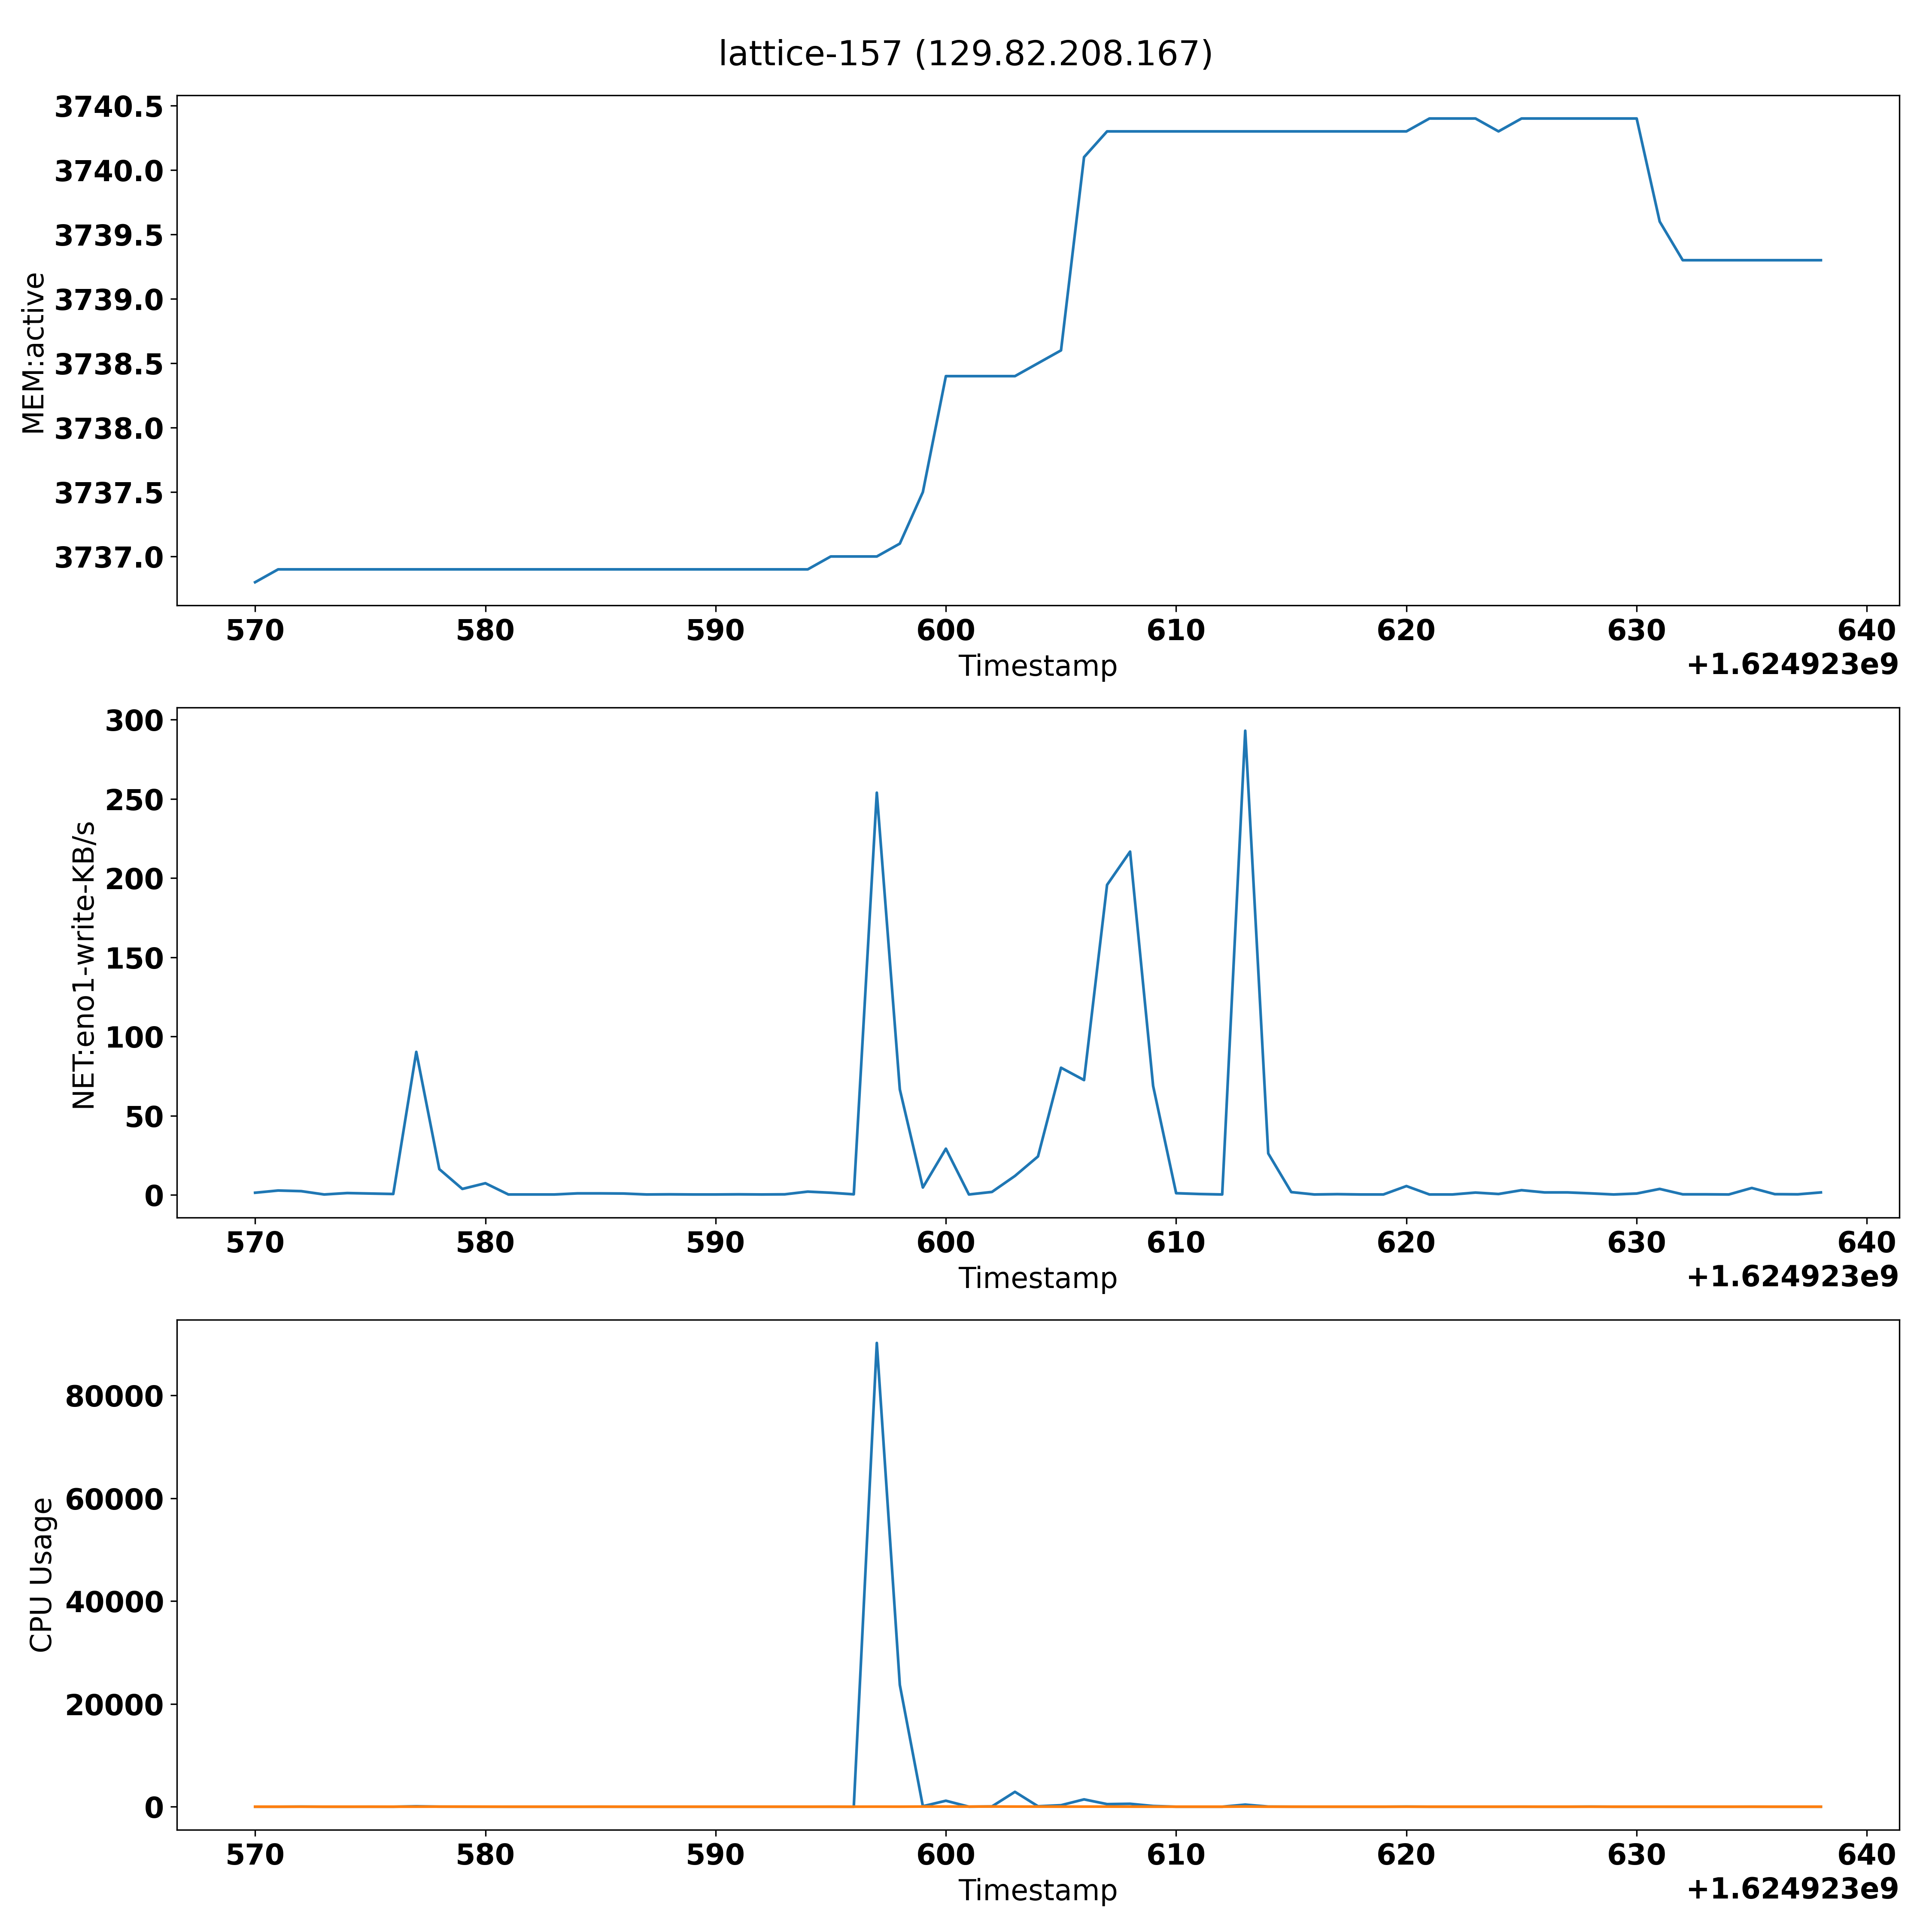 lattice-157 (129.82.208.167)
3740.5
3740.0
3739.5
3739.0
3738.5
3738.0
3737.5
3737.0
MEM:active
570 580 590 600 610 620 630 640
Timestamp
+1.624923e9
300
250
200
150
100
50
0
NET:eno1-write-KB/s
570 580 590 600 610 620 630 640
Timestamp
+1.624923e9
80000
60000
40000
20000
0
CPU Usage
570 580 590 600 610 620 630 640
Timestamp
+1.624923e9